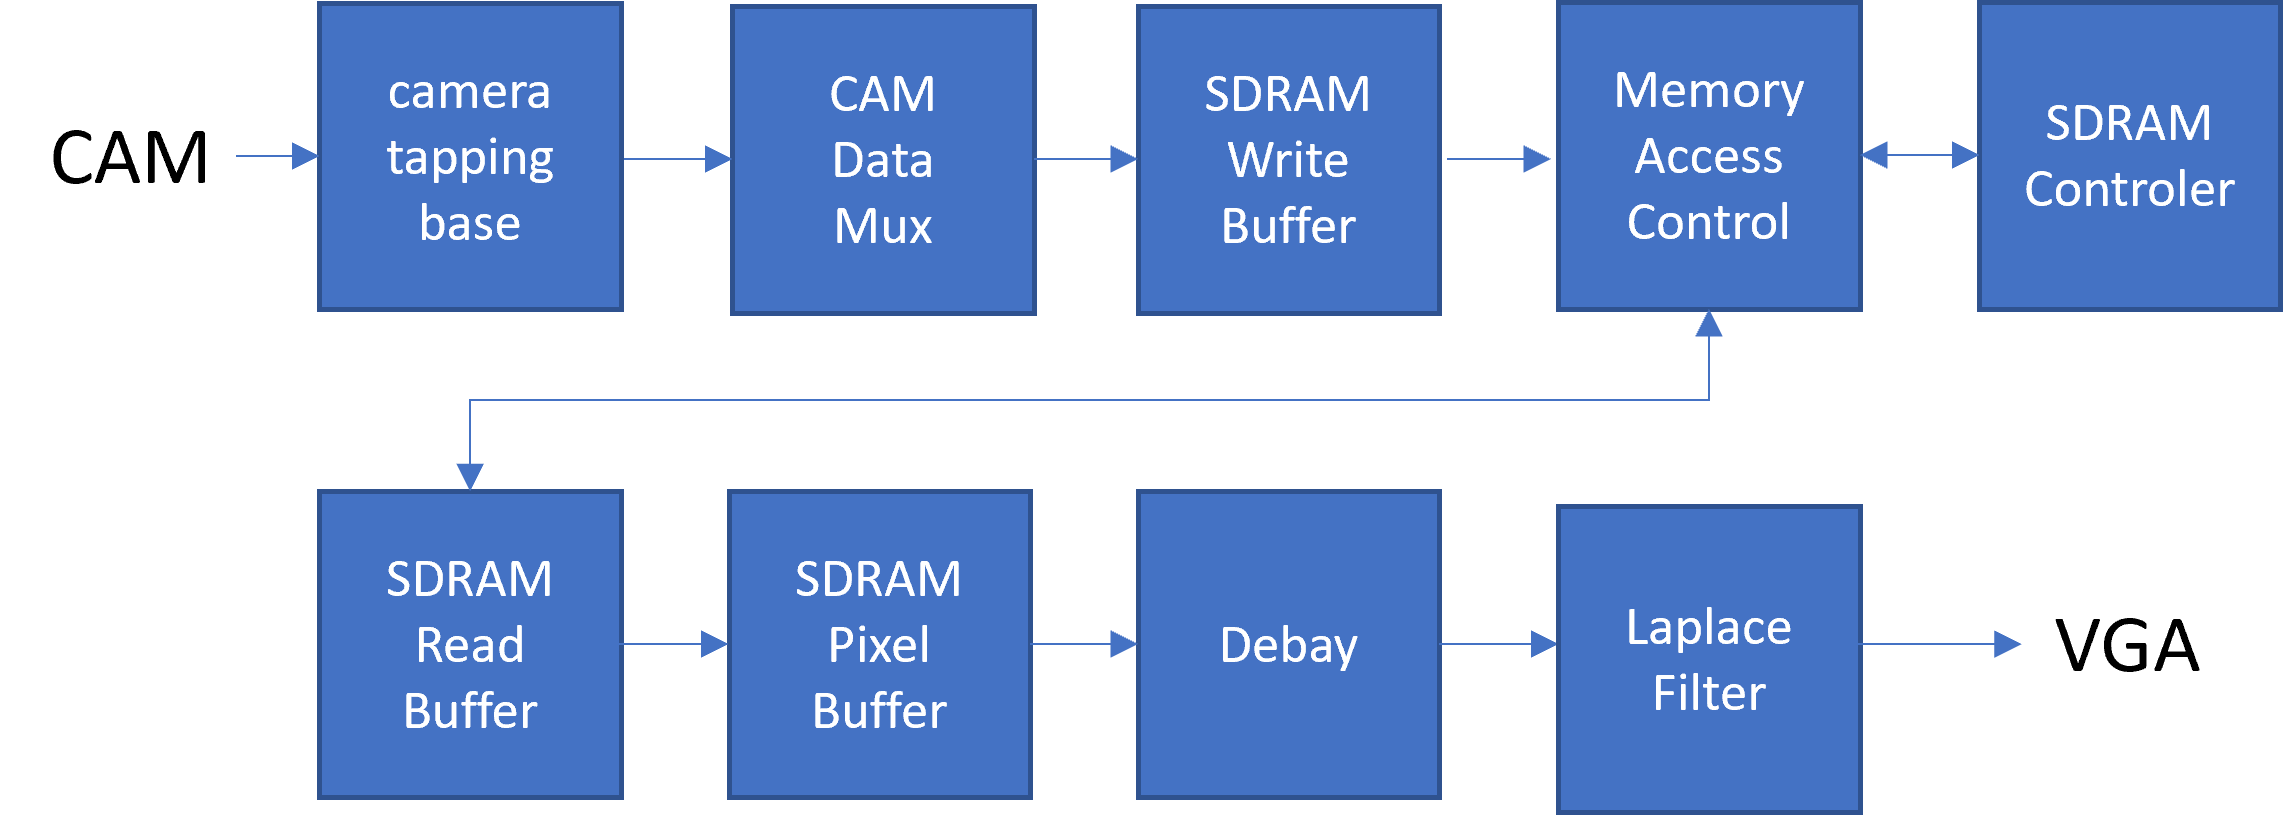 CAM
camera
tapping
base
CAM
Data
Mux
SDRAM
Write
Buffer
Memory
Access
Control
SDRAM
Controler
SDRAM
Read
Buffer
SDRAM
Pixel
Buffer
Debay
Laplace
Filter
VGA